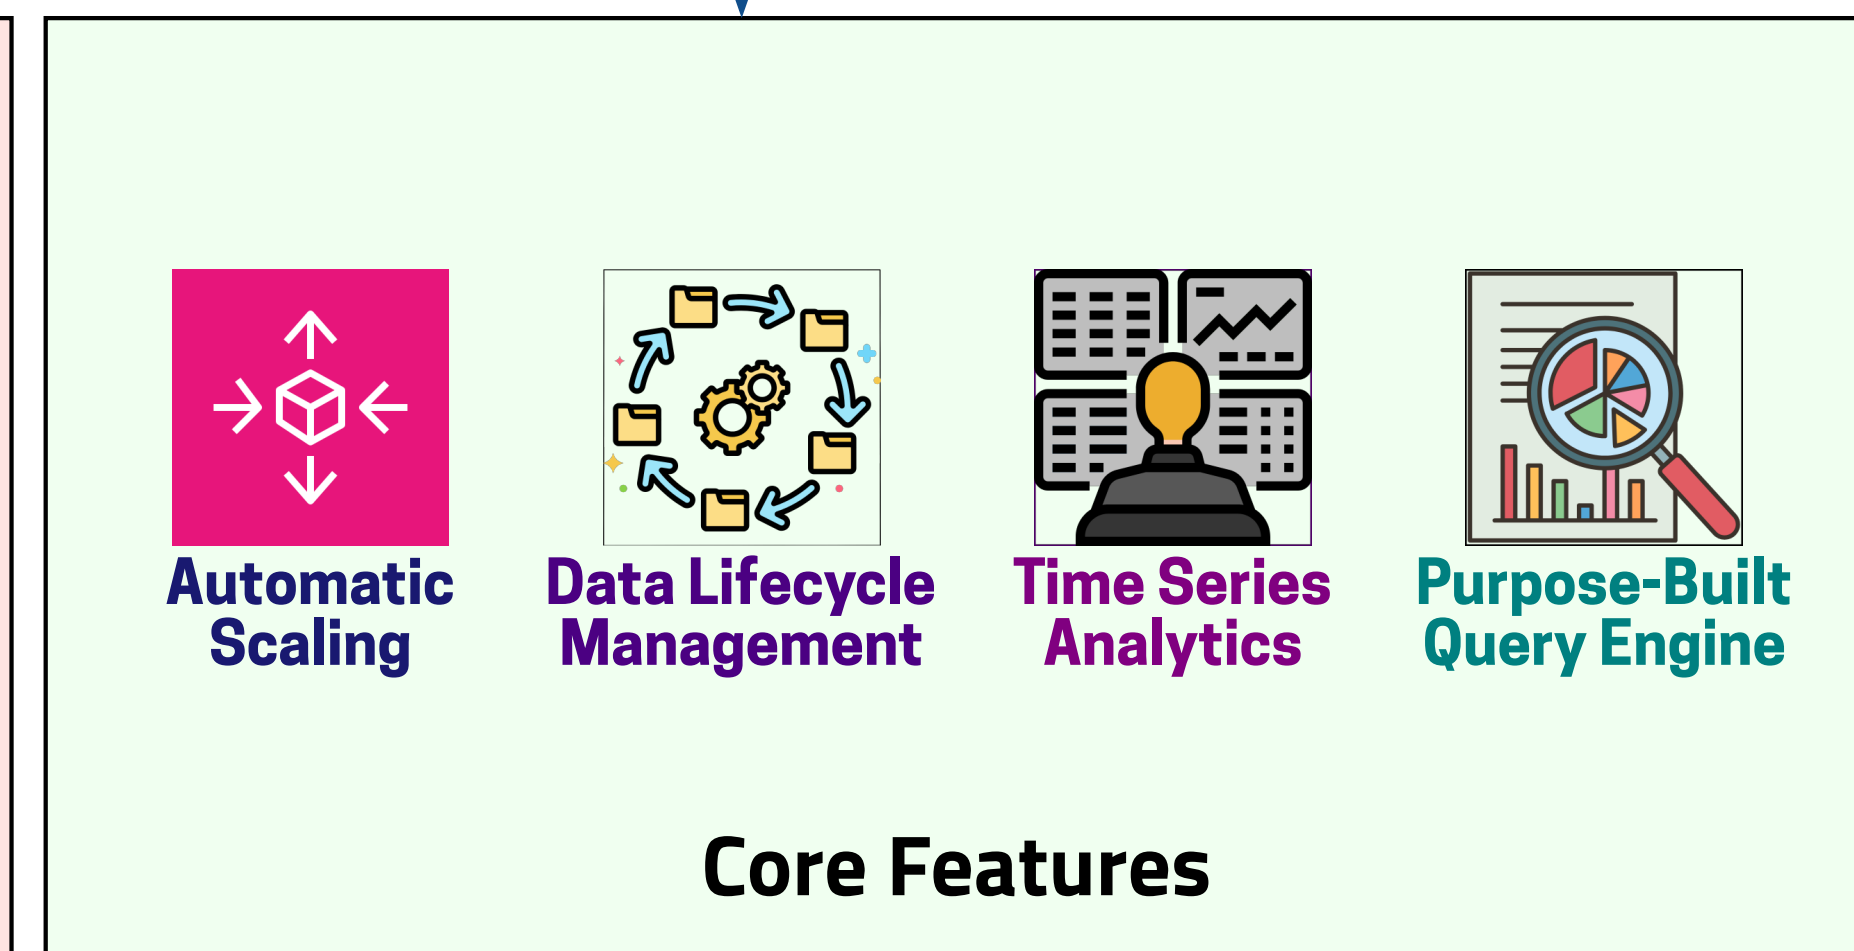 Automatic
Scaling
Data Lifecycle
Management
Time Series
Analytics
Purpose-Built
Query Engine
Core Features